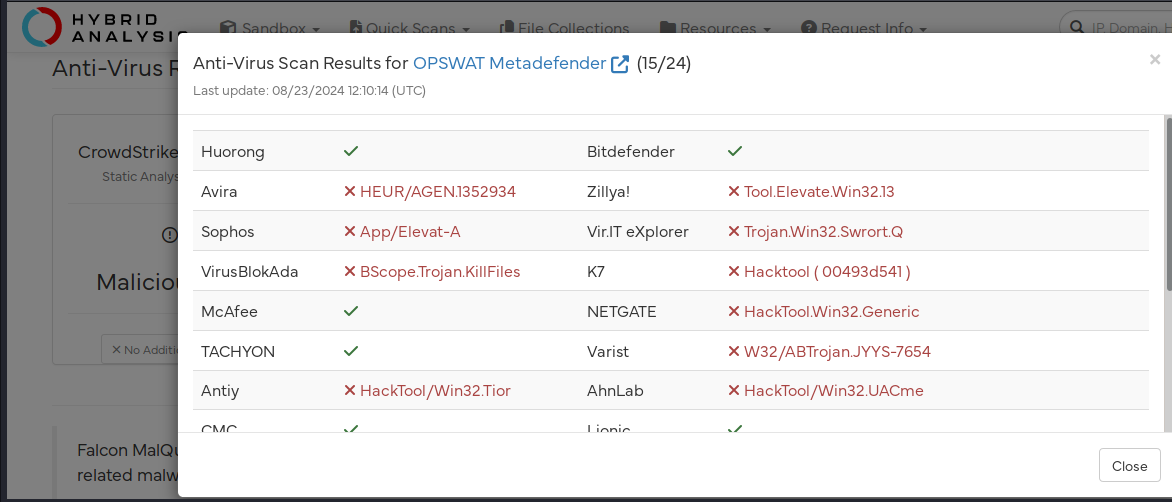 HYBRID
ANALYSIS
Sandbox
Quick Scans
File Collections
Resources
Request Info
IP, Domain,
Anti-Virus
Anti-Virus Scan Results for OPSWAT Metadefender (15/24)
Last update: 08/23/2024 12:10:14 (UTC)
×
CrowdStrike
Static Analys
Malicio
No Additi
Falcon MalQu
related malw
Huorong
Bitdefender
Avira HEUR/AGEN.1352934
Zillya! Tool.Elevate.Win32.13
Sophos App/Elevat-A
Vir.IT eXplorer Trojan.Win32.Swrort.Q
VirusBlokAda BScope.Trojan.KillFiles
K7 Hacktool ( 00493d541 )
McAfee
NETGATE HackTool.Win32.Generic
TACHYON
Varist W32/ABTrojan.JYYS-7654
Antiy HackTool/Win32.Tior
AhnLab HackTool/Win32.UACme
CMC
Lionic
Close